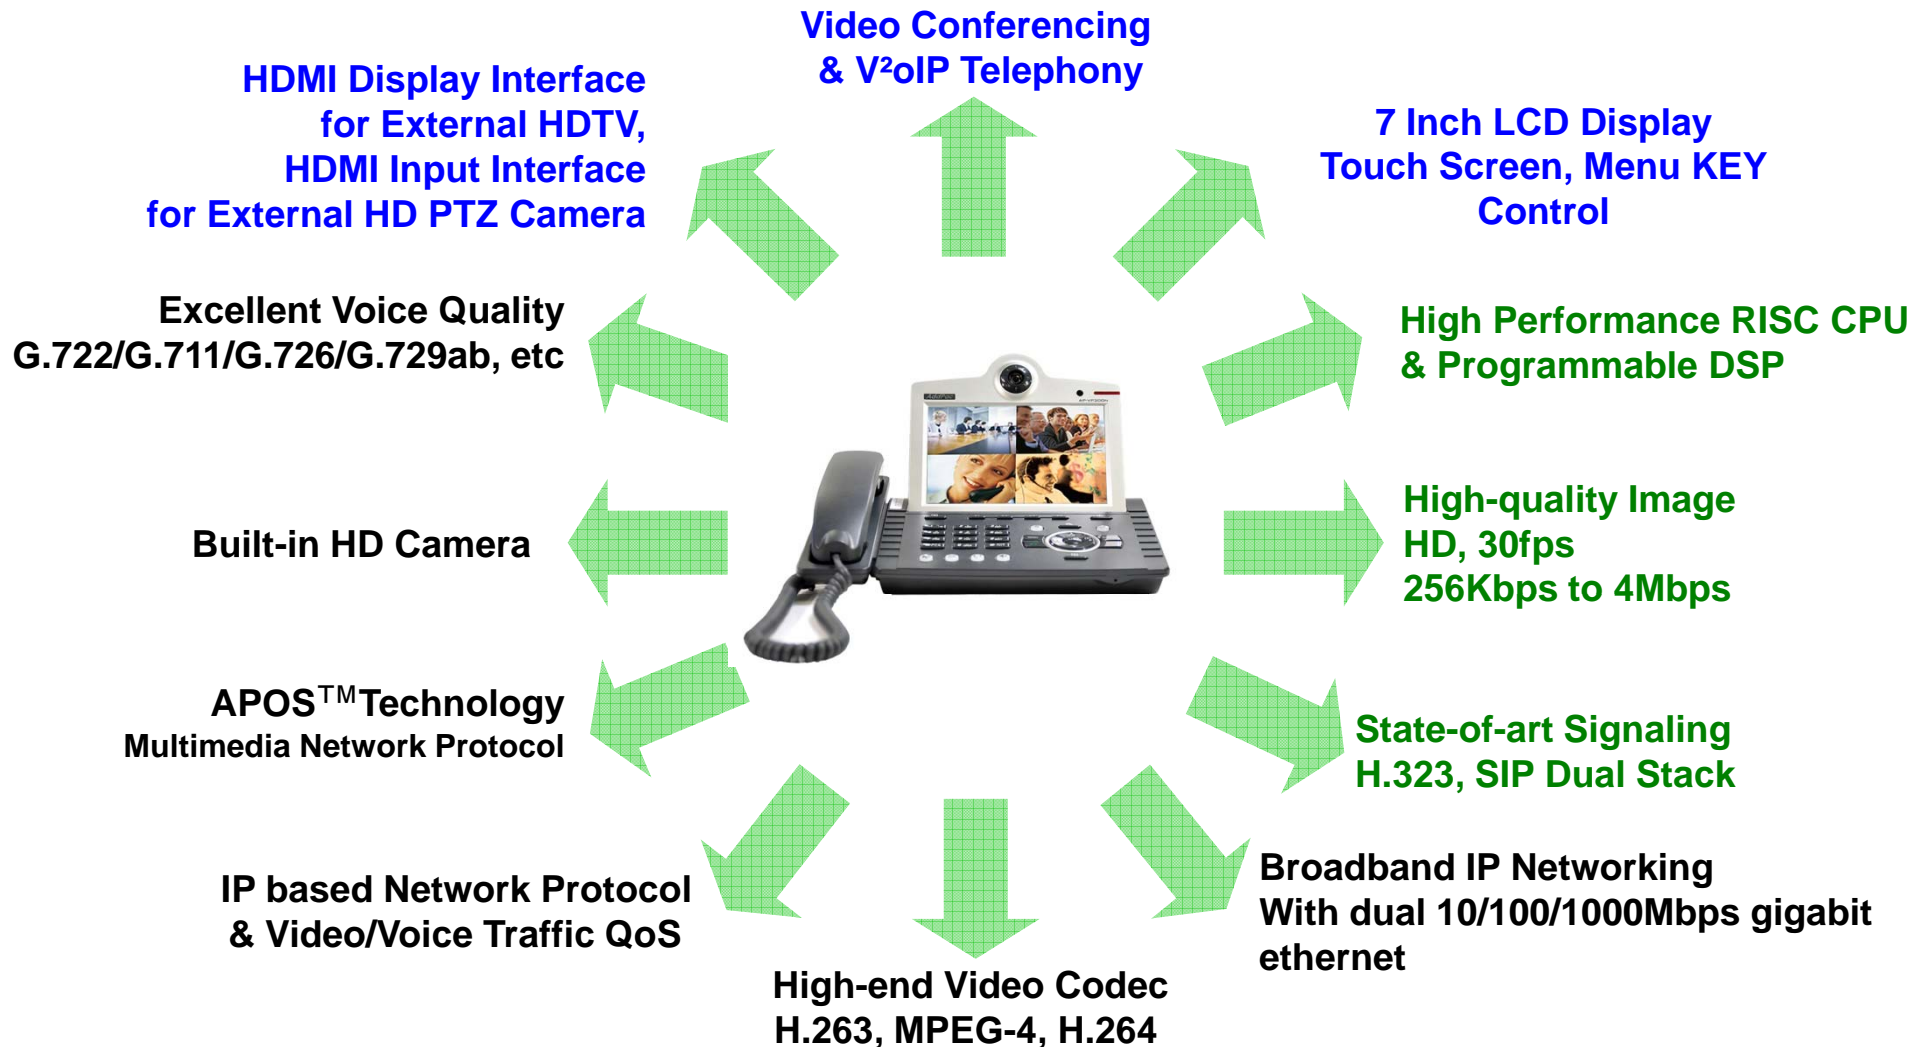 Video Conferencing
& V²oIP Telephony
HDMI Display Interface
for External HDTV,
HDMI Input Interface
for External HD PTZ Camera
7 Inch LCD Display
Touch Screen, Menu KEY
Control
Excellent Voice Quality
G.722/G.711/G.726/G.729ab, etc
High Performance RISC CPU
& Programmable DSP
Built-in HD Camera
High-quality Image
HD, 30fps
256Kbps to 4Mbps
APOS™Technology
Multimedia Network Protocol
State-of-art Signaling
H.323, SIP Dual Stack
IP based Network Protocol
& Video/Voice Traffic QoS
Broadband IP Networking
With dual 10/100/1000Mbps gigabit
ethernet
High-end Video Codec
H.263, MPEG-4, H.264